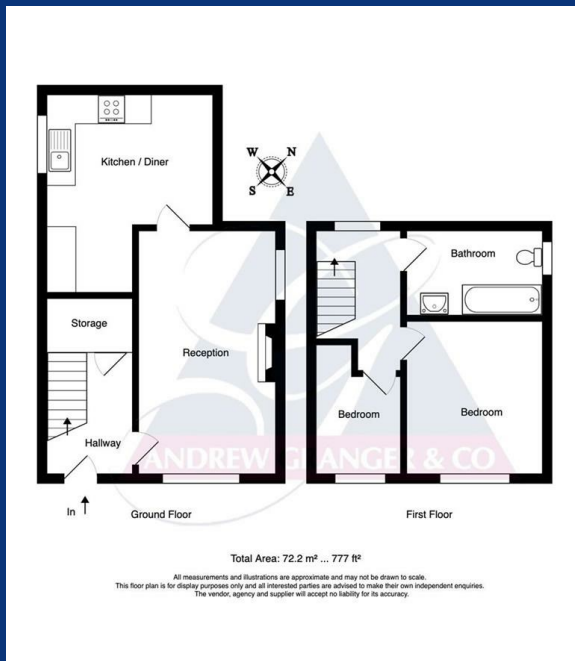 Kitchen / Diner
W N
S E
Bathroom
Storage
Reception
Bedroom
Bedroom
Hallway
ANDREW GRANGER & CO
In
Ground Floor
First Floor
Total Area: 72.2 m² ... 777 ft²
All measurements and illustrations are approximate and may not be drawn to scale.
This floor plan is for display purposes only and all interested parties are advised to make their own independent enquiries.
The vendor, agency and supplier will accept no liability for its accuracy.